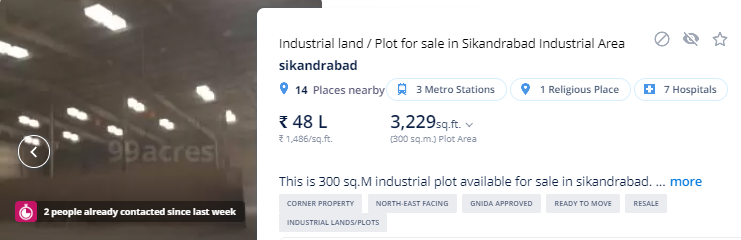 Industrial land / Plot for sale in Sikandrabad Industrial Area
sikandrabad
14 Places nearby 3 Metro Stations 1 Religious Place 7 Hospitals
₹ 48 L 3,229 sq.ft.
₹ 1,486/sq.ft. (300 sq.m.) Plot Area
99acres
This is 300 sq.M industrial plot available for sale in sikandrabad. ... more
CORNER PROPERTY NORTH-EAST FACING GNIDA APPROVED READY TO MOVE RESALE
2 people already contacted since last week
INDUSTRIAL LANDS/PLOTS